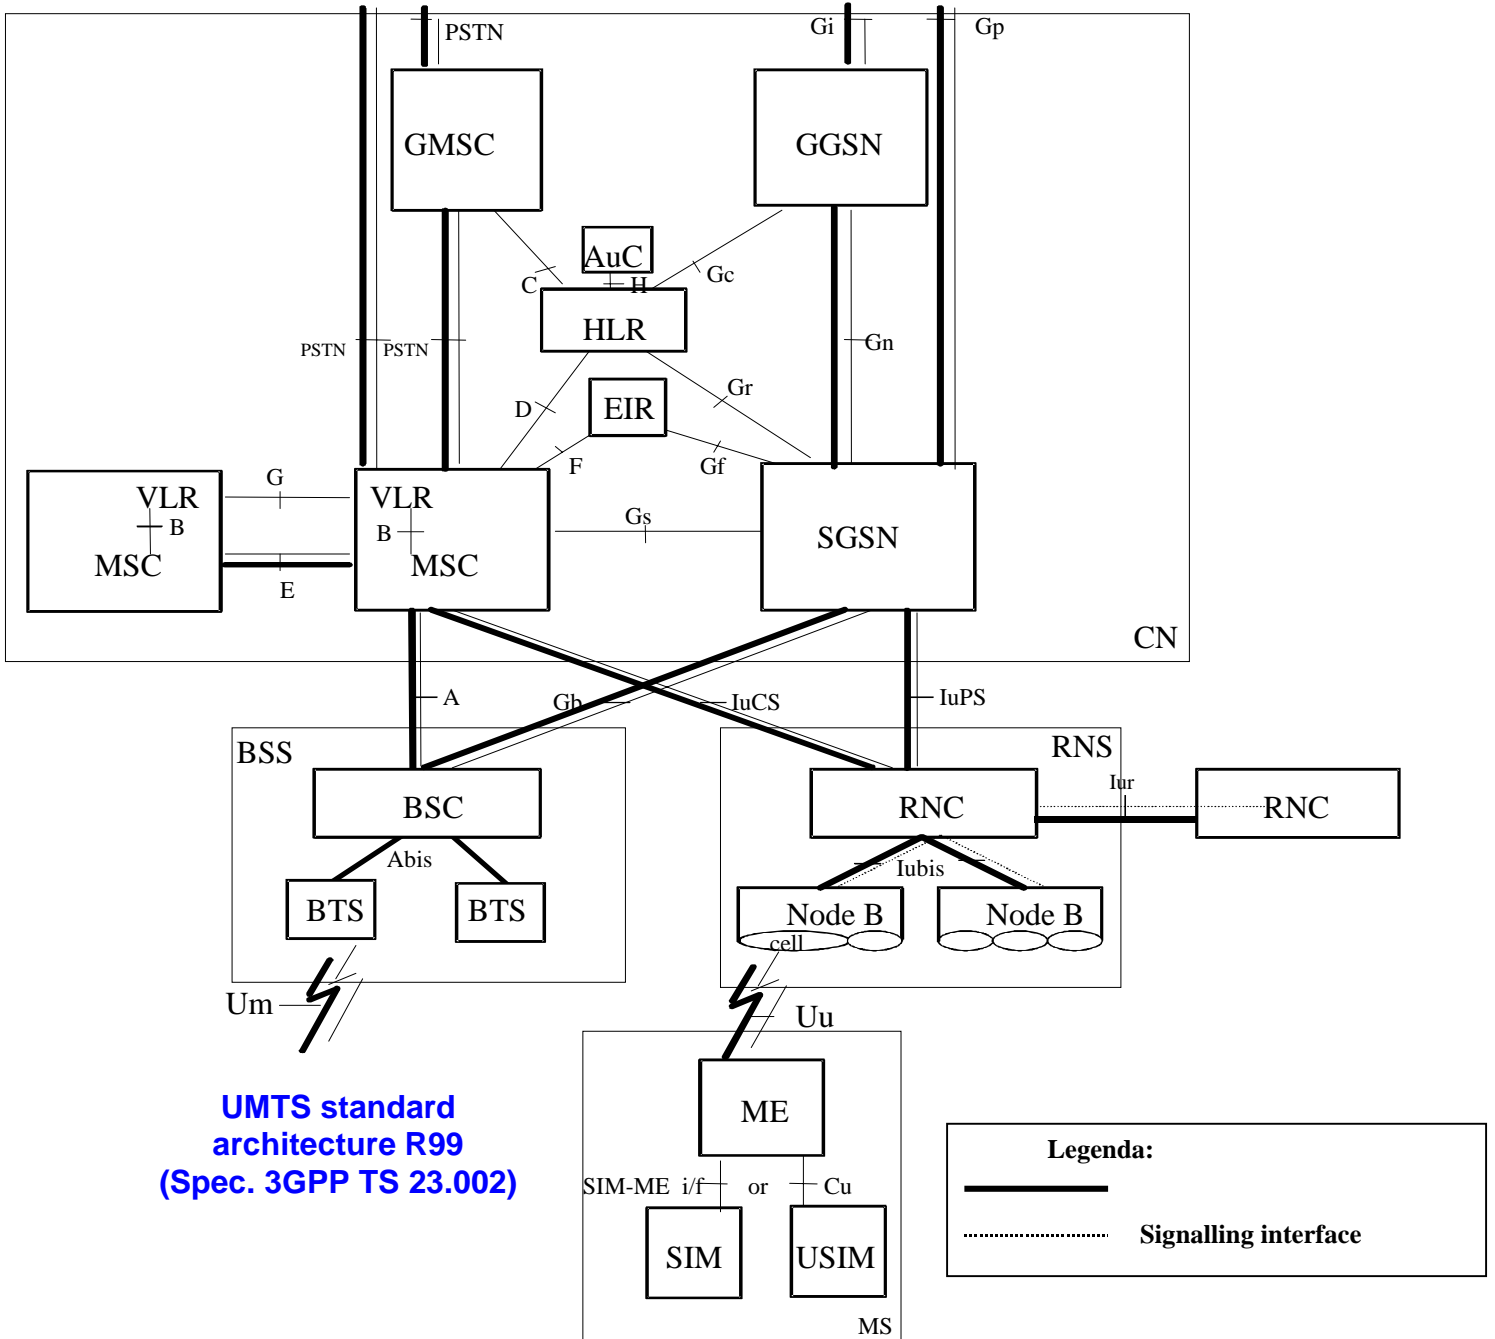 PSTN
Gi
Gp
GMSC
GGSN
AuC
C
H
Gc
HLR
PSTN
PSTN
Gn
D
EIR
Gr
F
Gf
G
VLR
B
MSC
VLR
B
MSC
E
Gs
SGSN
CN
A
Gb
IuCS
IuPS
BSS
RNS
BSC
RNC
Iur
RNC
Abis
Iubis
BTS
BTS
Node B
Node B
cell
Um
Uu
UMTS standard
architecture R99
(Spec. 3GPP TS 23.002)
ME
SIM-ME i/f or Cu
SIM
USIM
MS
Legenda:
Signalling interface